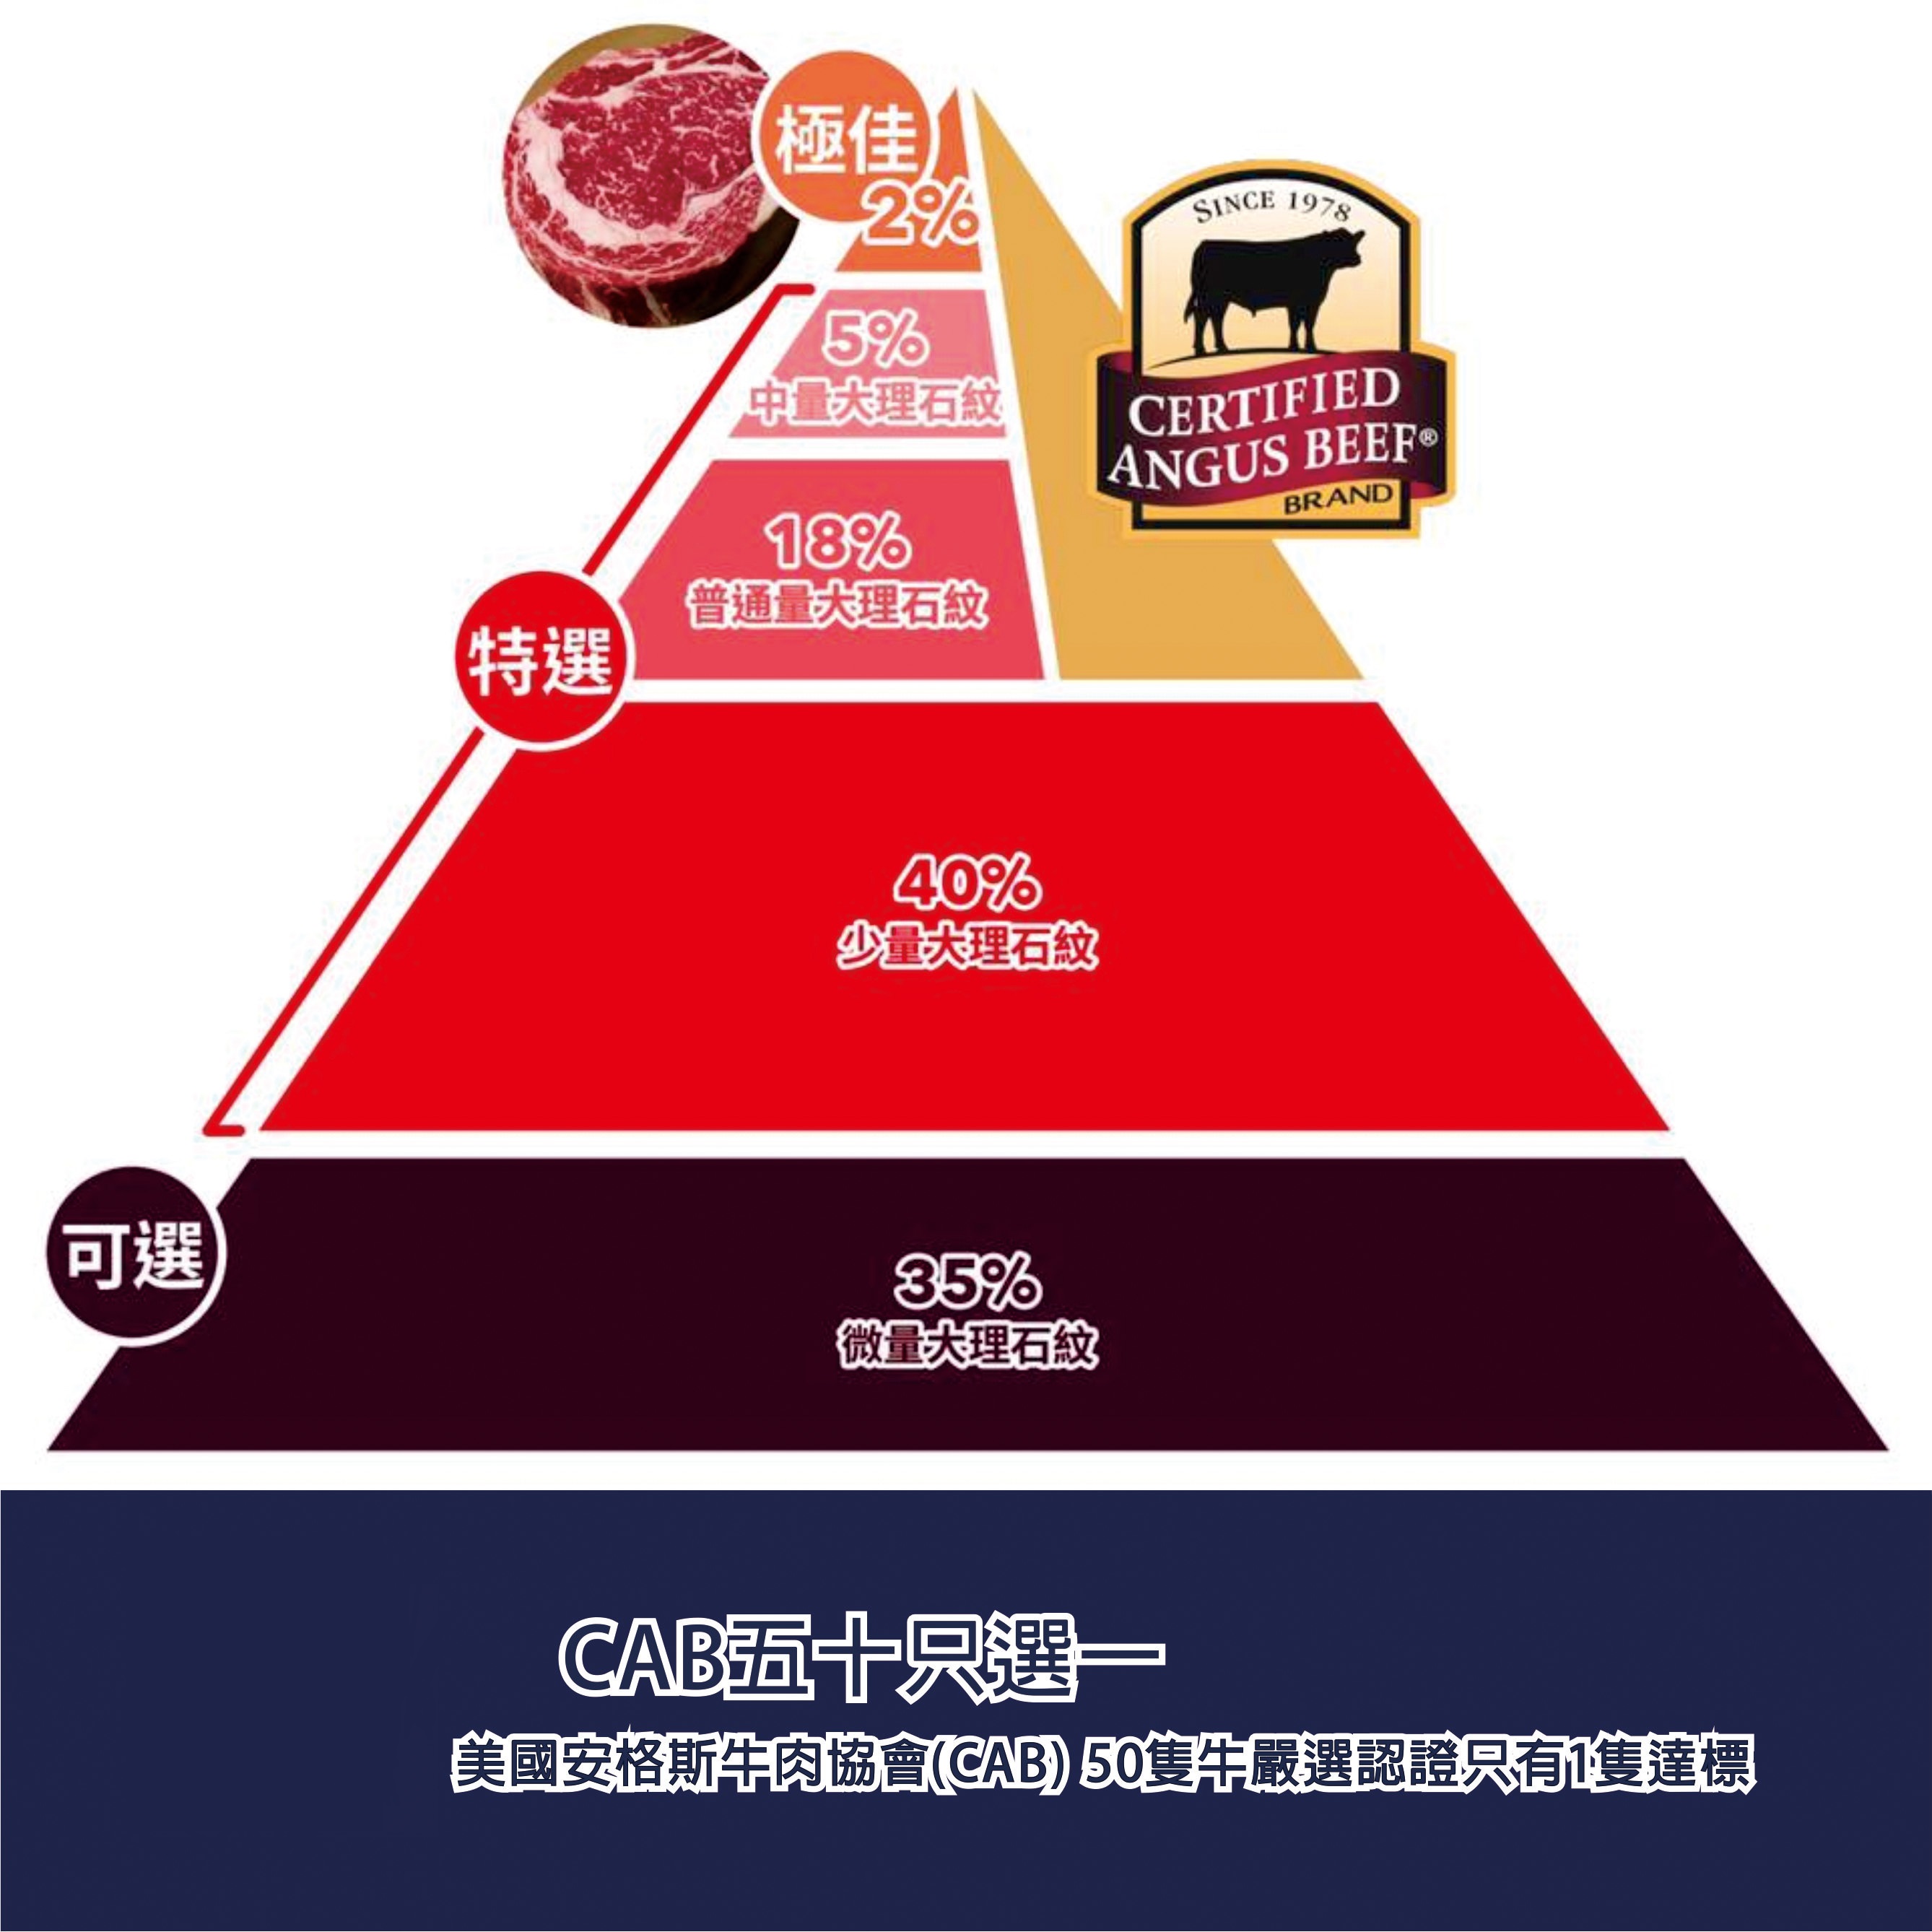 極佳
2%
SINCE 1978
5%
中量大理石紋
CERTIFIED
ANGUS BEEF®
BRAND
18%
普通量大理石紋
特選
40%
少量大理石紋
可選
35%
微量大理石紋
CAB五十只選一
美國安格斯牛肉協會(CAB) 50隻牛嚴選認證只有1隻達標